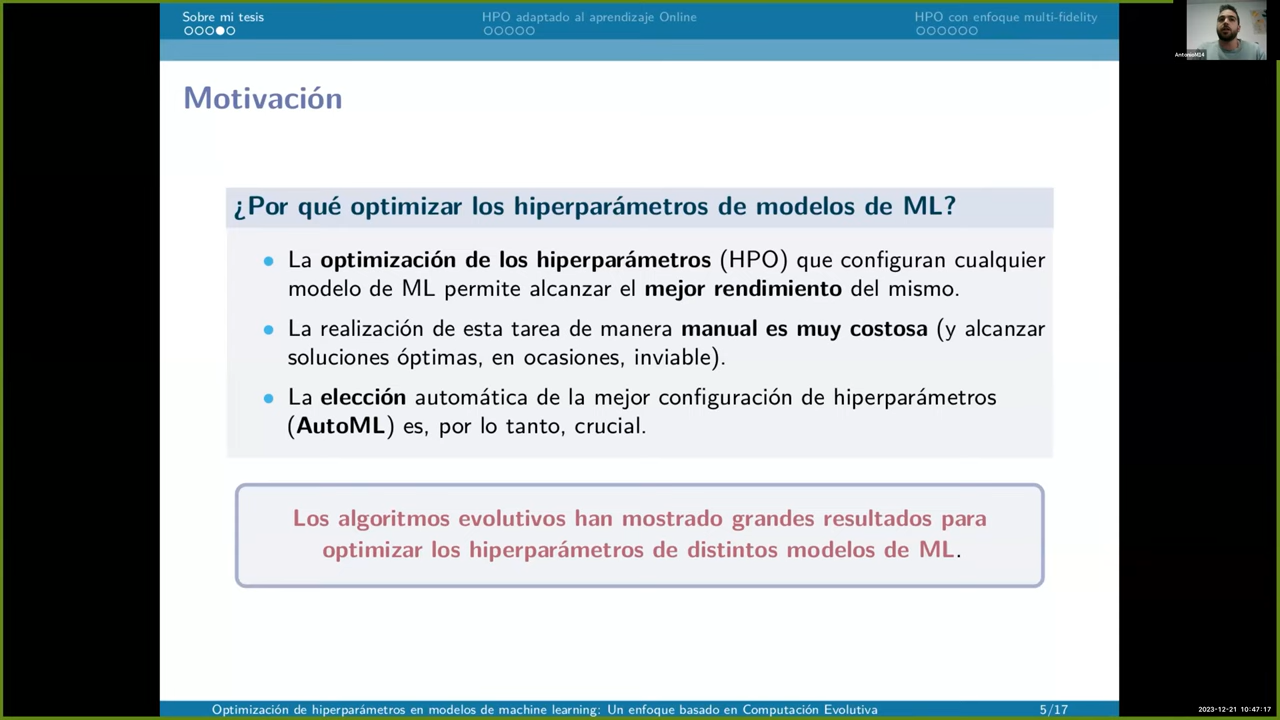 Sobre mi tesis
HPO adaptado al aprendizaje Online
HPO con enfoque multi-fidelity
AntonioM14
Motivación
¿Por qué optimizar los hiperparámetros de modelos de ML?
La optimización de los hiperparámetros (HPO) que configuran cualquier
modelo de ML permite alcanzar el mejor rendimiento del mismo.
La realización de esta tarea de manera manual es muy costosa (y alcanzar
soluciones óptimas, en ocasiones, inviable).
La elección automática de la mejor configuración de hiperparámetros
(AutoML) es, por lo tanto, crucial.
Los algoritmos evolutivos han mostrado grandes resultados para
optimizar los hiperparámetros de distintos modelos de ML.
Optimización de hiperparámetros en modelos de machine learning: Un enfoque basado en Computación Evolutiva
5/17
2023-12-21 10:47:17